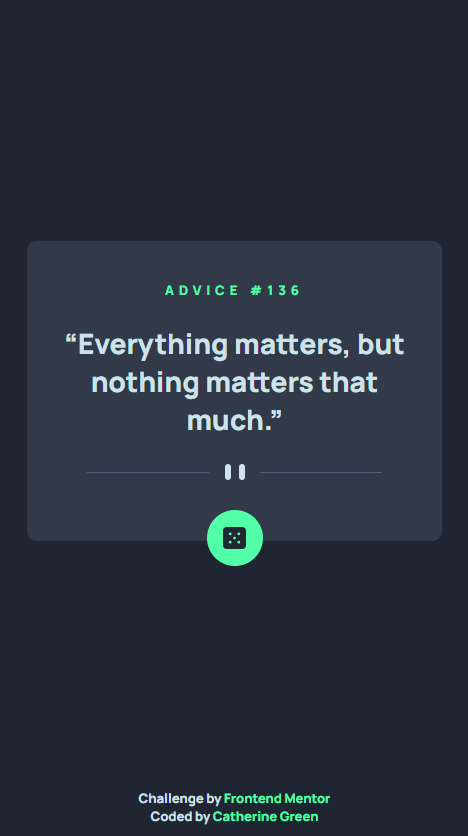 ADVICE #136
“Everything matters, but
nothing matters that
much.”
Challenge by Frontend Mentor
Coded by Catherine Green